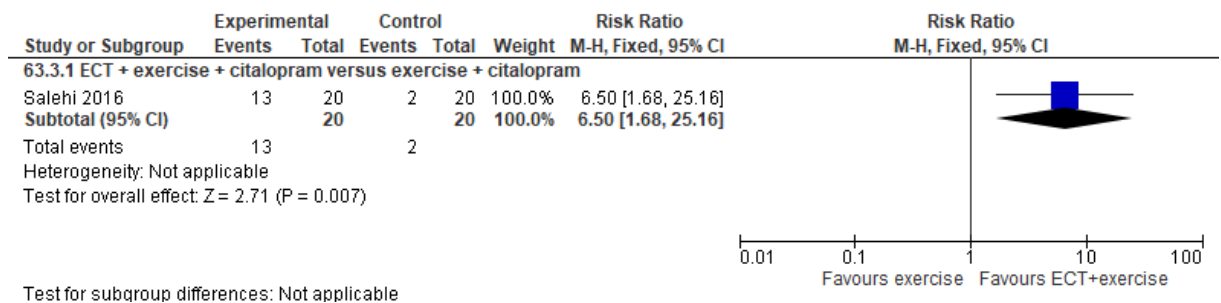 Experimental Control Risk Ratio Risk Ratio
Study or Subgroup Events Total Events Total Weight M-H, Fixed, 95% CI M-H, Fixed, 95% CI
63.3.1 ECT + exercise + citalopram versus exercise + citalopram
Salehi 2016 13 20 2 20 100.0% 6.50 [1.68, 25.16]
Subtotal (95% CI) 20 20 100.0% 6.50 [1.68, 25.16]
Total events 13 2
Heterogeneity: Not applicable
Test for overall effect: Z = 2.71 (P = 0.007)
0.01 0.1 1 10 100
Favours exercise Favours ECT+exercise
Test for subgroup differences: Not applicable